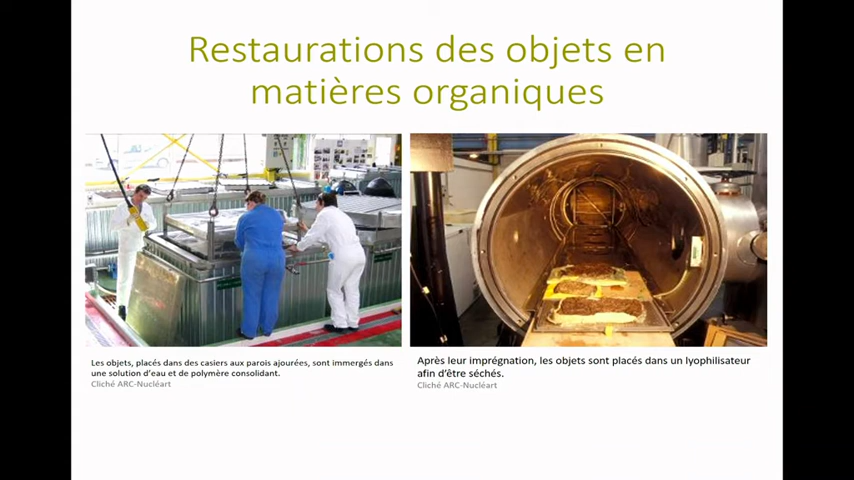 Restaurations des objets en
matières organiques
Les objets, placés dans des casiers aux parois ajourées, sont immergés dans
une solution d'eau et de polymère consolidant.
Cliché ARC-Nucléart
Après leur imprégnation, les objets sont placés dans un lyophilisateur
afin d'être séchés.
Cliché ARC-Nucléart